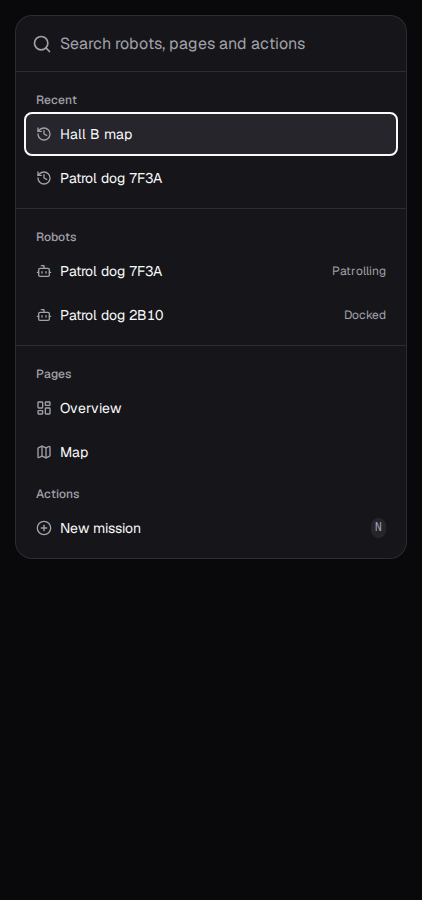 Search robots, pages and actions
Recent
Hall B map
Patrol dog 7F3A
Robots
Patrol dog 7F3A Patrolling
Patrol dog 2B10 Docked
Pages
Overview
Map
Actions
New mission N